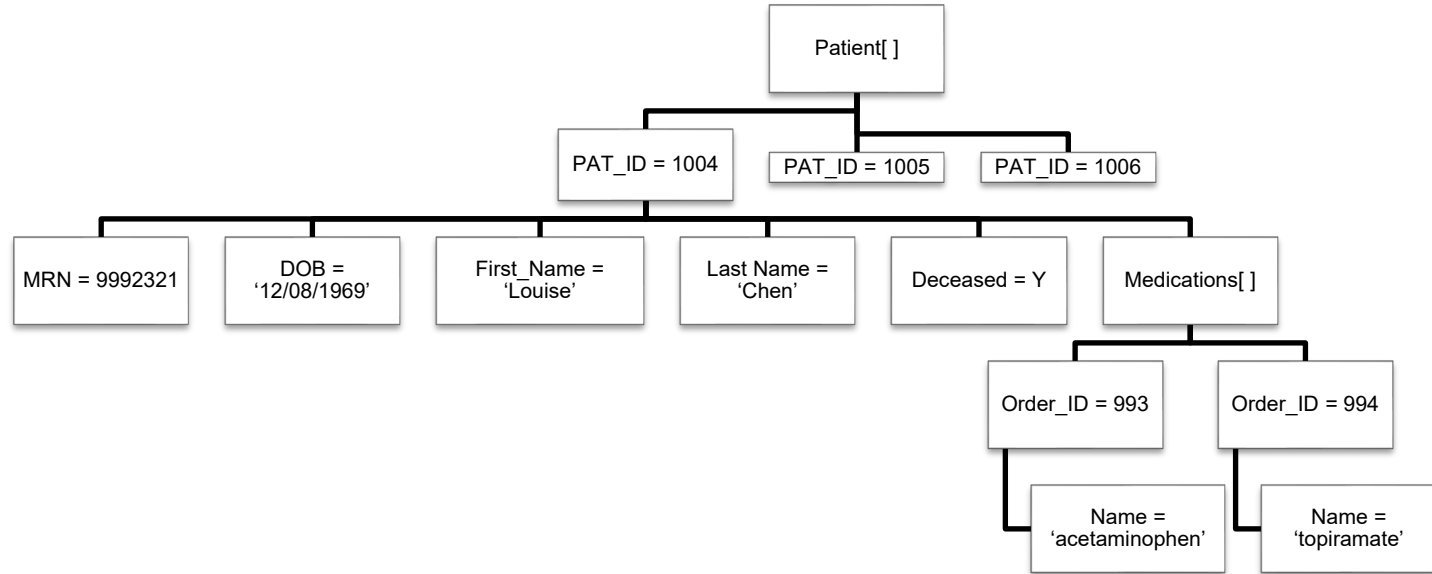 Patient[ ]
PAT_ID = 1004
PAT_ID = 1005
PAT_ID = 1006
MRN = 9992321
DOB =
‘12/08/1969’
First_Name =
‘Louise’
Last Name =
‘Chen’
Deceased = Y
Medications[ ]
Order_ID = 993
Order_ID = 994
Name =
‘acetaminophen’
Name =
‘topiramate’